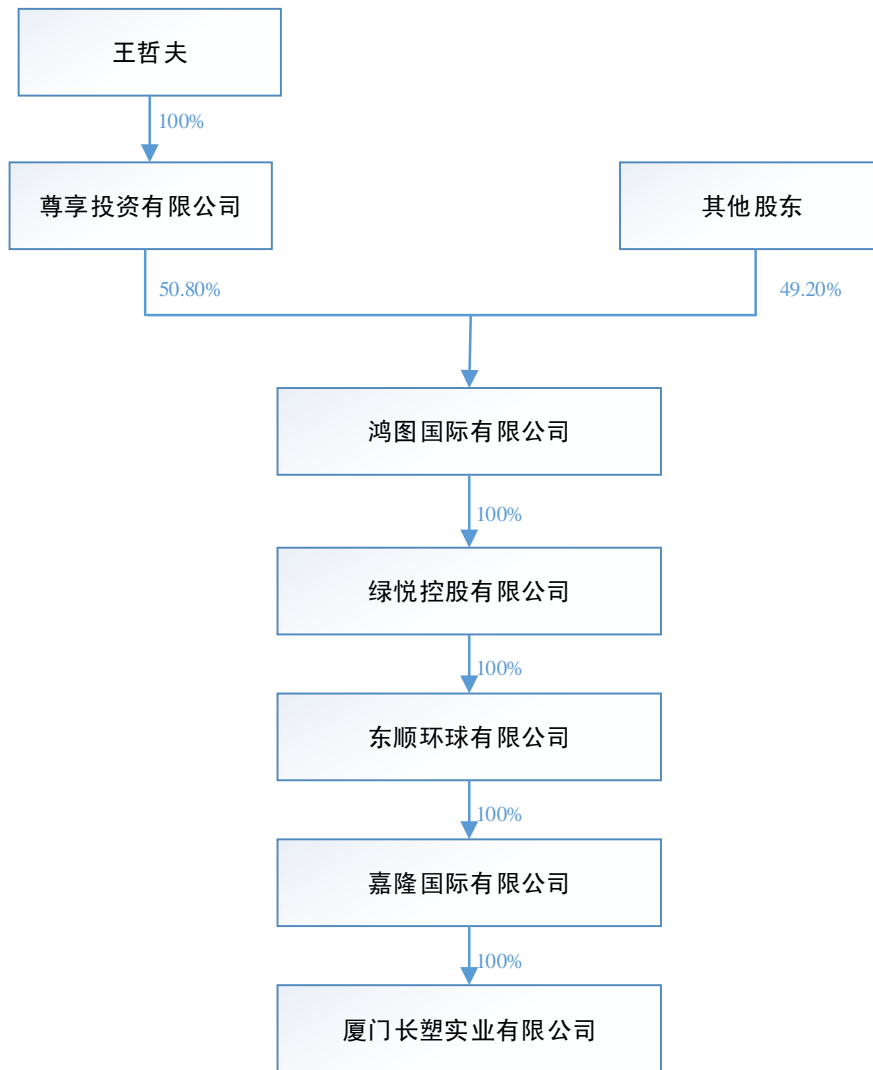 王哲夫
100%
尊享投资有限公司
其他股东
50.80%
49.20%
鸿图国际有限公司
100%
绿悦控股有限公司
100%
东顺环球有限公司
100%
嘉隆国际有限公司
100%
厦门长塑实业有限公司